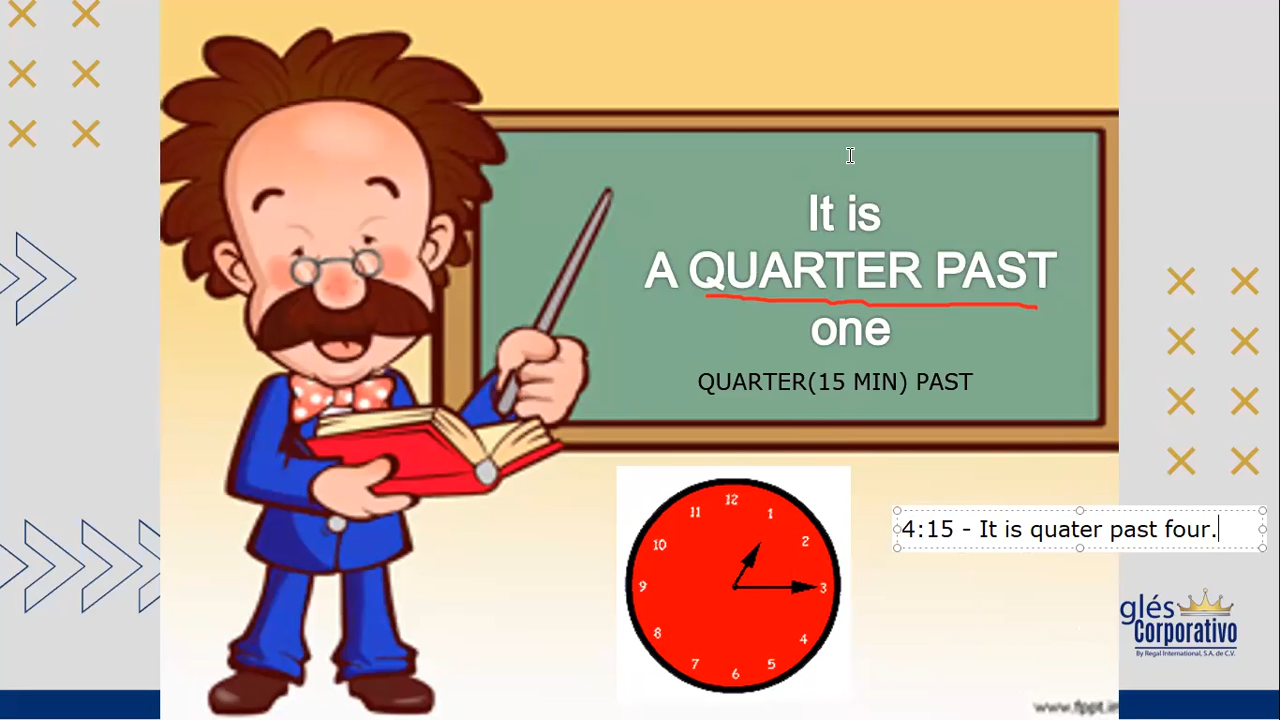 It is
A QUARTER PAST
one
QUARTER(15 MIN) PAST
12
11
1
10
2
9
3
8
4
7
5
6
4:15 - It is quater past four.
glés
Corporativo
By Regal International, S.A. de C.V.
www.fppt.in